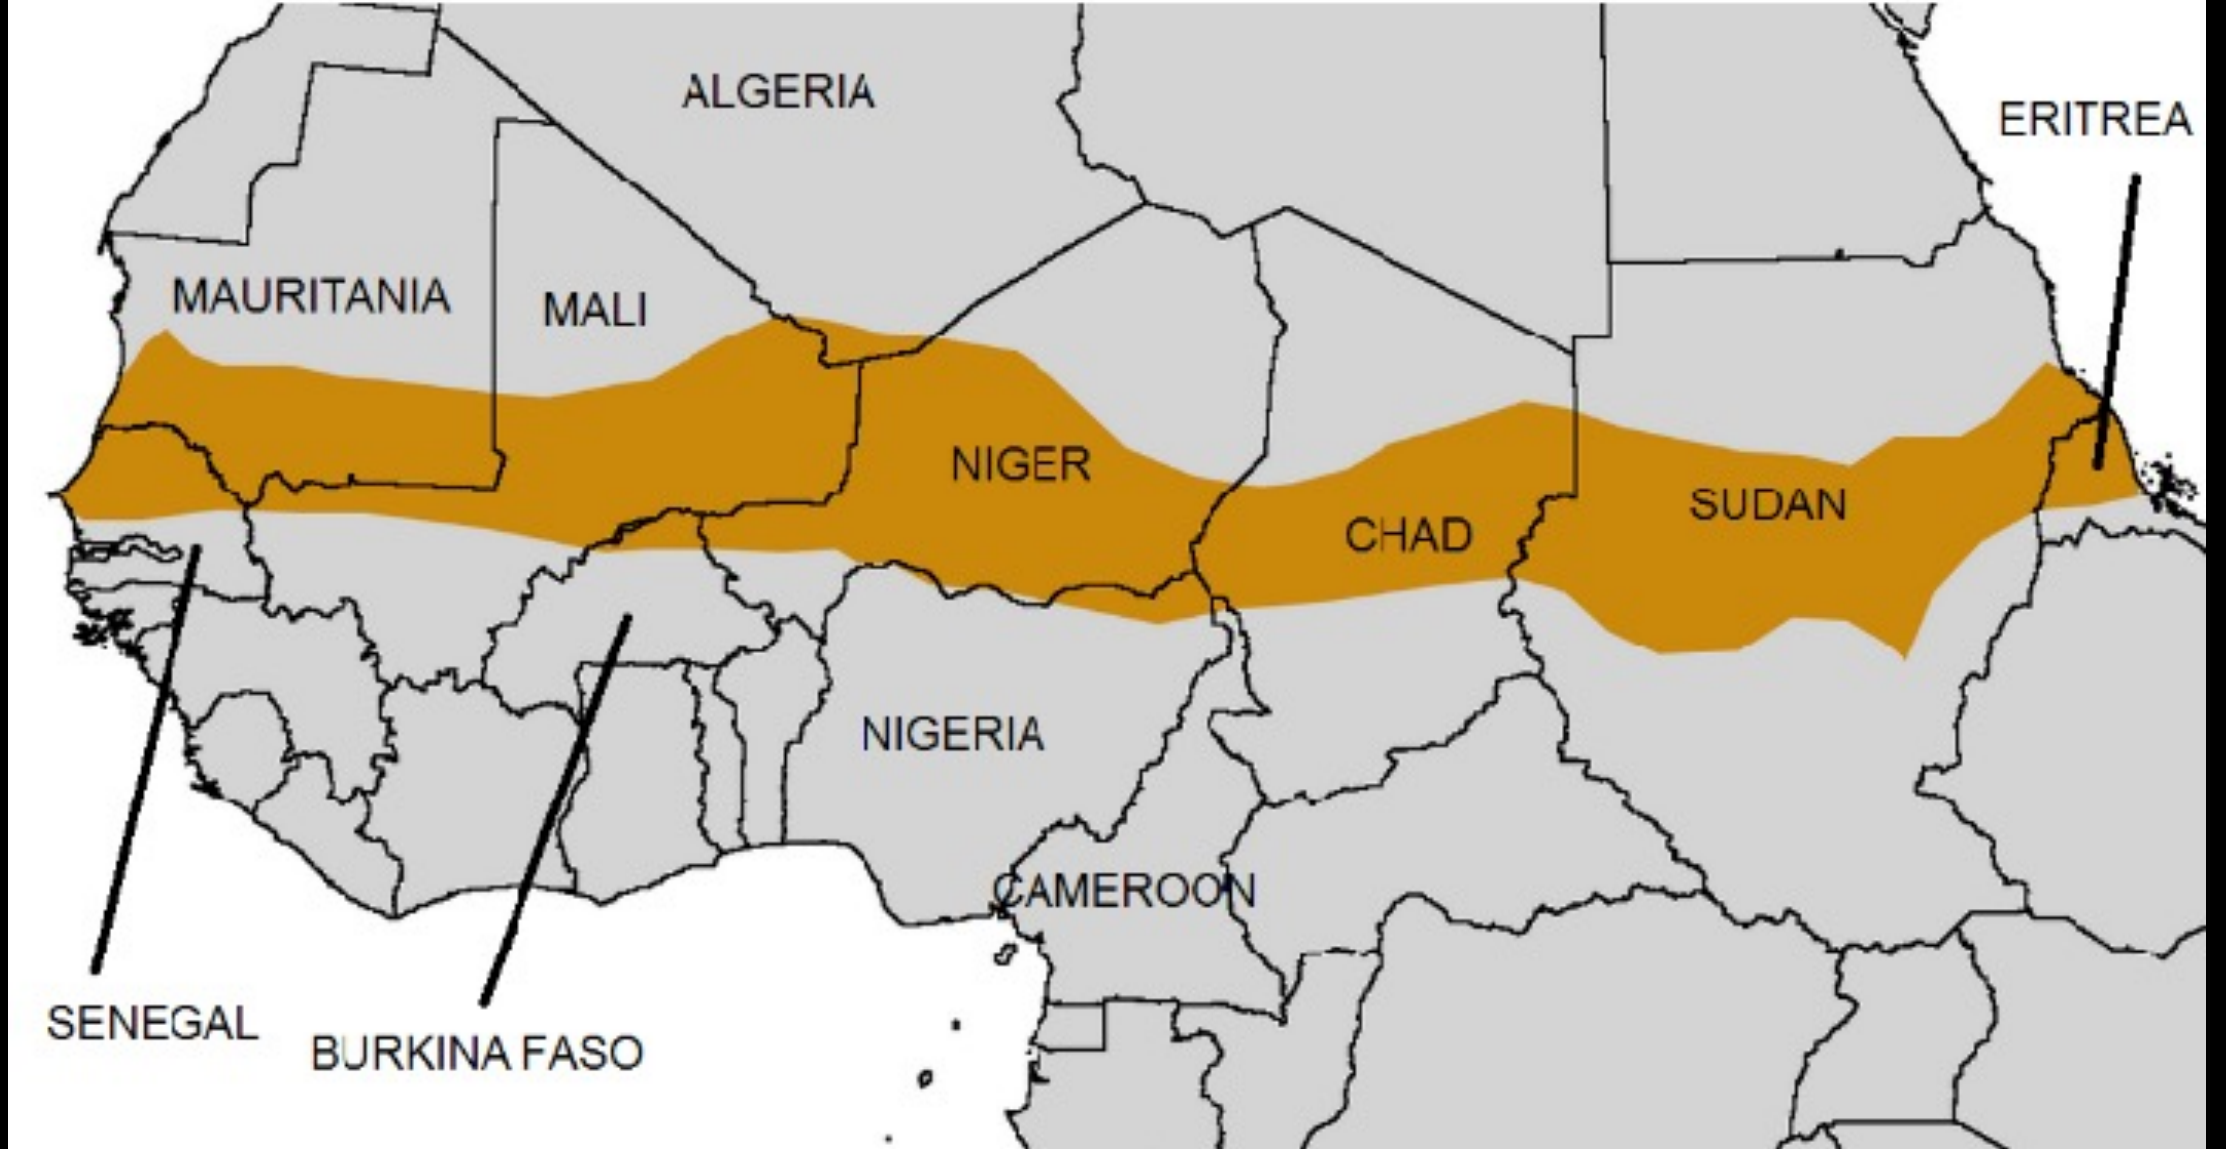 ALGERIA
ERITREA
MAURITANIA
MALI
NIGER
SUDAN
CHAD
NIGERIA
CAMEROON
SENEGAL
BURKINA FASO